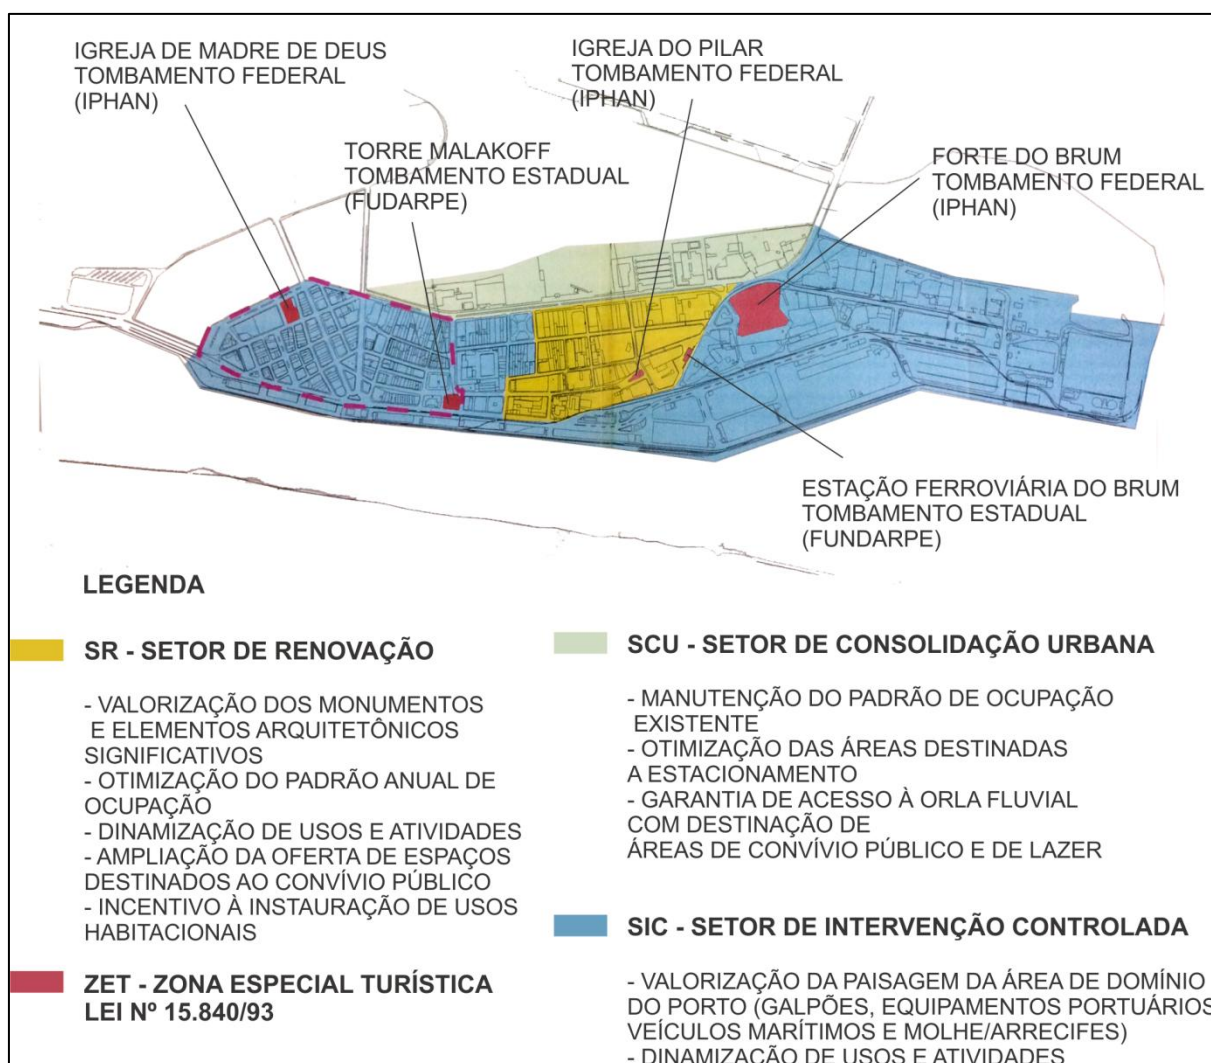 IGREJA DE MADRE DE DEUS
TOMBAMENTO FEDERAL
(IPHAN)
IGREJA DO PILAR
TOMBAMENTO FEDERAL
(IPHAN)
TORRE MALAKOFF
TOMBAMENTO ESTADUAL
(FUDARPE)
FORTE DO BRUM
TOMBAMENTO FEDERAL
(IPHAN)
ESTAÇÃO FERROVIÁRIA DO BRUM
TOMBAMENTO ESTADUAL
(FUNDARPE)
LEGENDA
SR - SETOR DE RENOVAÇÃO
- VALORIZAÇÃO DOS MONUMENTOS
E ELEMENTOS ARQUITETÔNICOS
SIGNIFICATIVOS
- OTIMIZAÇÃO DO PADRÃO ANUAL DE
OCUPAÇÃO
- DINAMIZAÇÃO DE USOS E ATIVIDADES
- AMPLIAÇÃO DA OFERTA DE ESPAÇOS
DESTINADOS AO CONVÍVIO PÚBLICO
- INCENTIVO À INSTAURAÇÃO DE USOS
HABITACIONAIS
ZET - ZONA ESPECIAL TURÍSTICA
LEI Nº 15.840/93
SCU - SETOR DE CONSOLIDAÇÃO URBANA
- MANUTENÇÃO DO PADRÃO DE OCUPAÇÃO
EXISTENTE
- OTIMIZAÇÃO DAS ÁREAS DESTINADAS
A ESTACIONAMENTO
- GARANTIA DE ACESSO À ORLA FLUVIAL
COM DESTINAÇÃO DE
ÁREAS DE CONVÍVIO PÚBLICO E DE LAZER
SIC - SETOR DE INTERVENÇÃO CONTROLADA
- VALORIZAÇÃO DA PAISAGEM DA ÁREA DE DOMÍNIO
DO PORTO (GALPÕES, EQUIPAMENTOS PORTUÁRIOS
VEÍCULOS MARÍTIMOS E MOLHE/ARRECIFES)
- DINAMIZAÇÃO DE USOS E ATIVIDADES